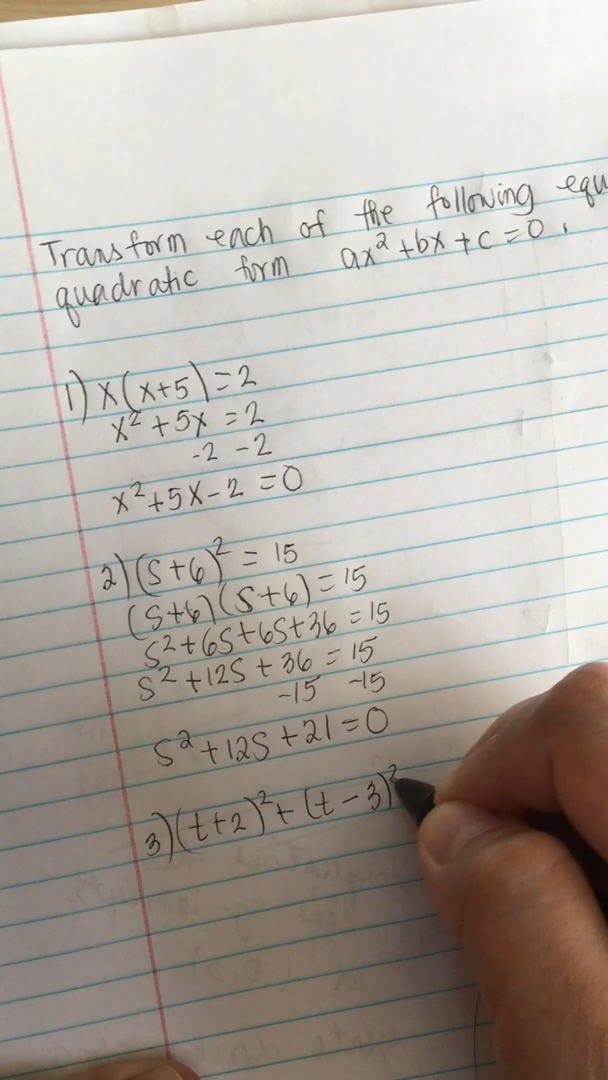 Transform each of the following equ
quadratic form ax² + bx + c = 0.
1) x(x+5) = 2
x² + 5x = 2
-2 -2
x² + 5x - 2 = 0
2) (s+6)² = 15
(s+6)(s+6) = 15
s² + 6s + 6s + 36 = 15
s² + 12s + 36 = 15
-15 -15
s² + 12s + 21 = 0
3) (t+2)² + (t-3)²